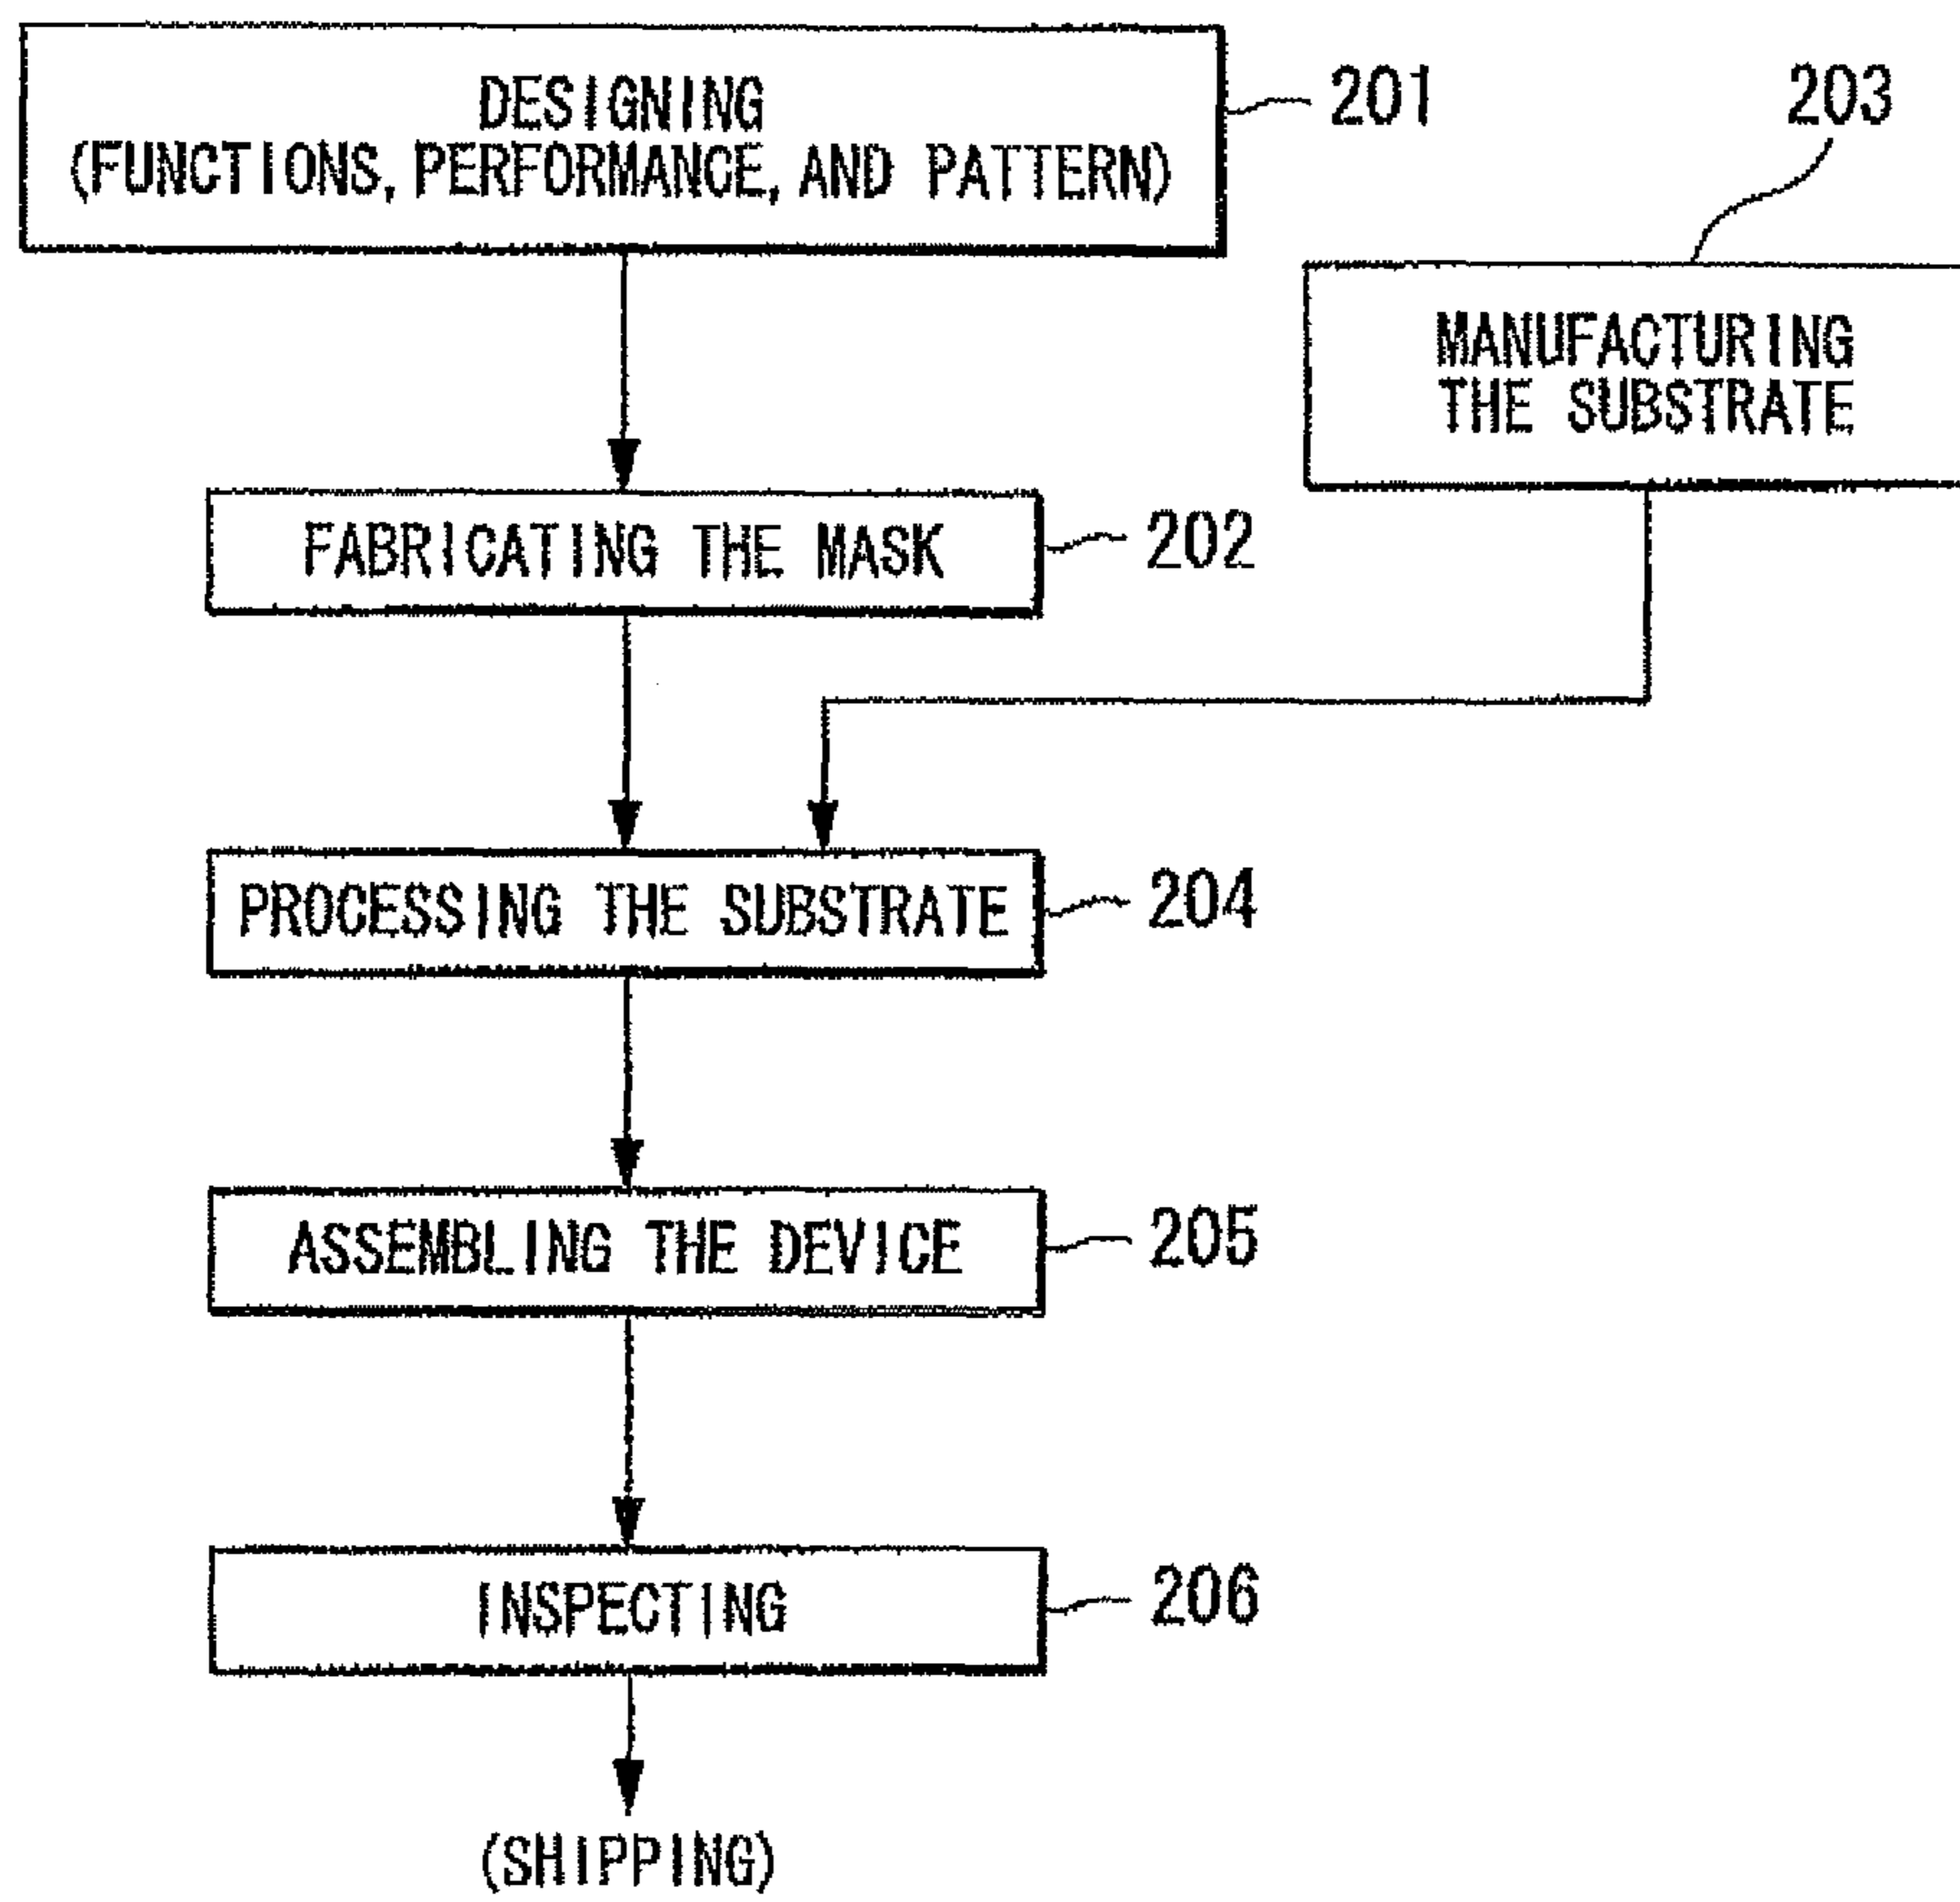 DESIGNING
(FUNCTIONS, PERFORMANCE, AND PATTERN)
201
203
MANUFACTURING
THE SUBSTRATE
FABRICATING THE MASK
202
PROCESSING THE SUBSTRATE
204
ASSEMBLING THE DEVICE
205
INSPECTING
206
(SHIPPING)